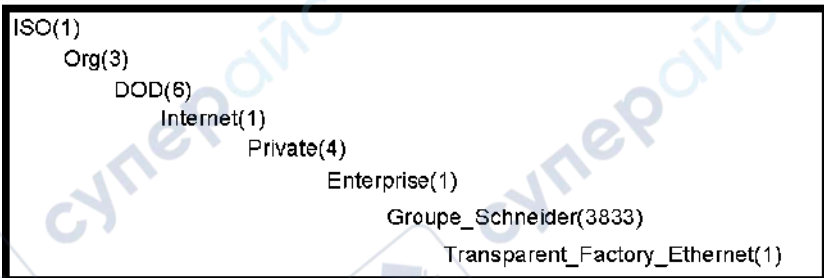 ISO(1)
Org(3)
DOD(6)
Internet(1)
Private(4)
Enterprise(1)
Groupe_Schneider(3833)
Transparent_Factory_Ethernet(1)